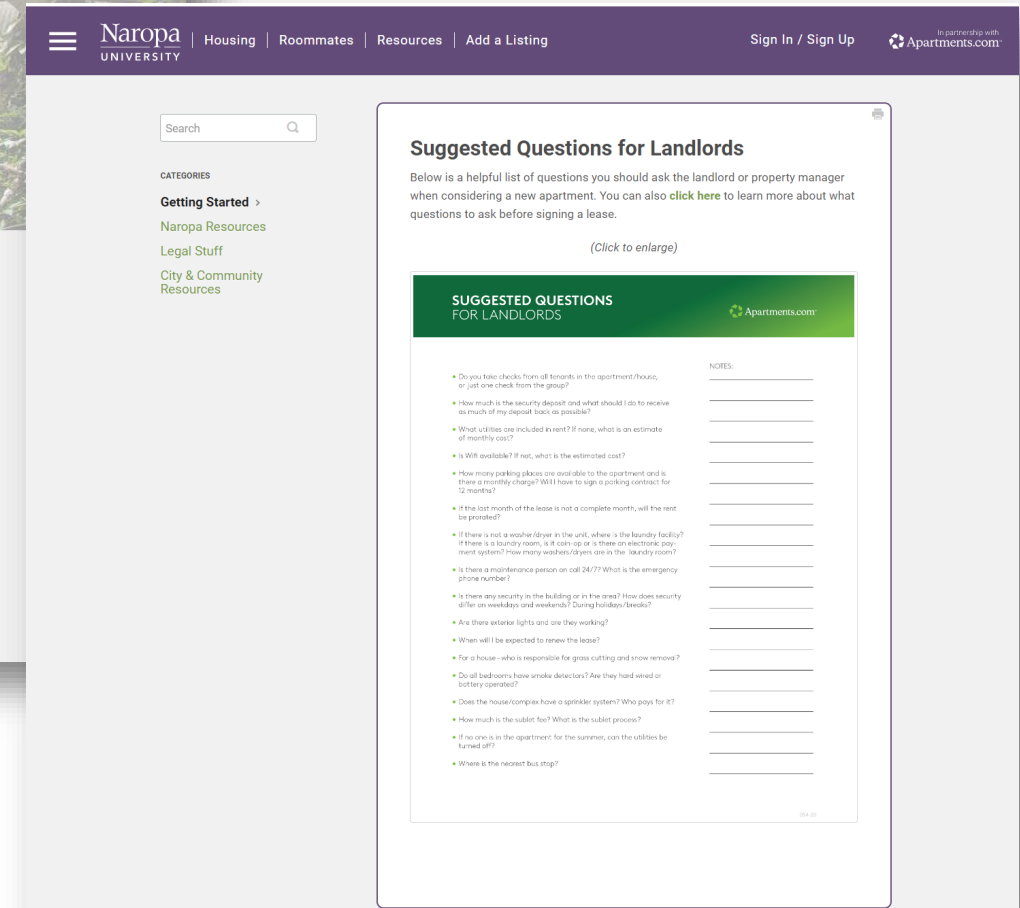 Naropa
UNIVERSITY
Housing
Roommates
Resources
Add a Listing
Sign In / Sign Up
In partnership with
Apartments.com
Search
CATEGORIES
Getting Started
Naropa Resources
Legal Stuff
City & Community
Resources
Suggested Questions for Landlords
Below is a helpful list of questions you should ask the landlord or property manager
when considering a new apartment. You can also click here to learn more about what
questions to ask before signing a lease.
(Click to enlarge)
SUGGESTED QUESTIONS
FOR LANDLORDS
Apartments.com
NOTES:
• Do you take checks from all tenants in the apartment/house,
or just one check from the group?
• How much is the security deposit and what should I do to receive
as much of my deposit back as possible?
• What utilities are included in rent? If none, what is an estimate
of monthly cost?
• Is Wifi available? If not, what is the estimated cost?
• How many parking places are available to the apartment and is
there a monthly charge? Will I have to sign a parking contract for
12 months?
• If the last month of the lease is not a complete month, will the rent
be prorated?
• If there is not a washer/dryer in the unit, where is the laundry facility?
If there is a laundry room, is it coin-op or is there an electronic pay-
ment system? How many washers/dryers are in the laundry room?
• Is there a maintenance person on call 24/7? What is the emergency
phone number?
• Is there any security in the building or in the area? How does security
differ on weekdays and weekends? During holidays/breaks?
• Are there exterior lights and are they working?
• When will I be expected to renew the lease?
• For a house - who is responsible for grass cutting and snow removal?
• Do all bedrooms have smoke detectors? Are they hard wired or
battery operated?
• Does the house/complex have a sprinkler system? Who pays for it?
• How much is the sublet fee? What is the sublet process?
• If no one is in the apartment for the summer, can the utilities be
turned off?
• Where is the nearest bus stop?